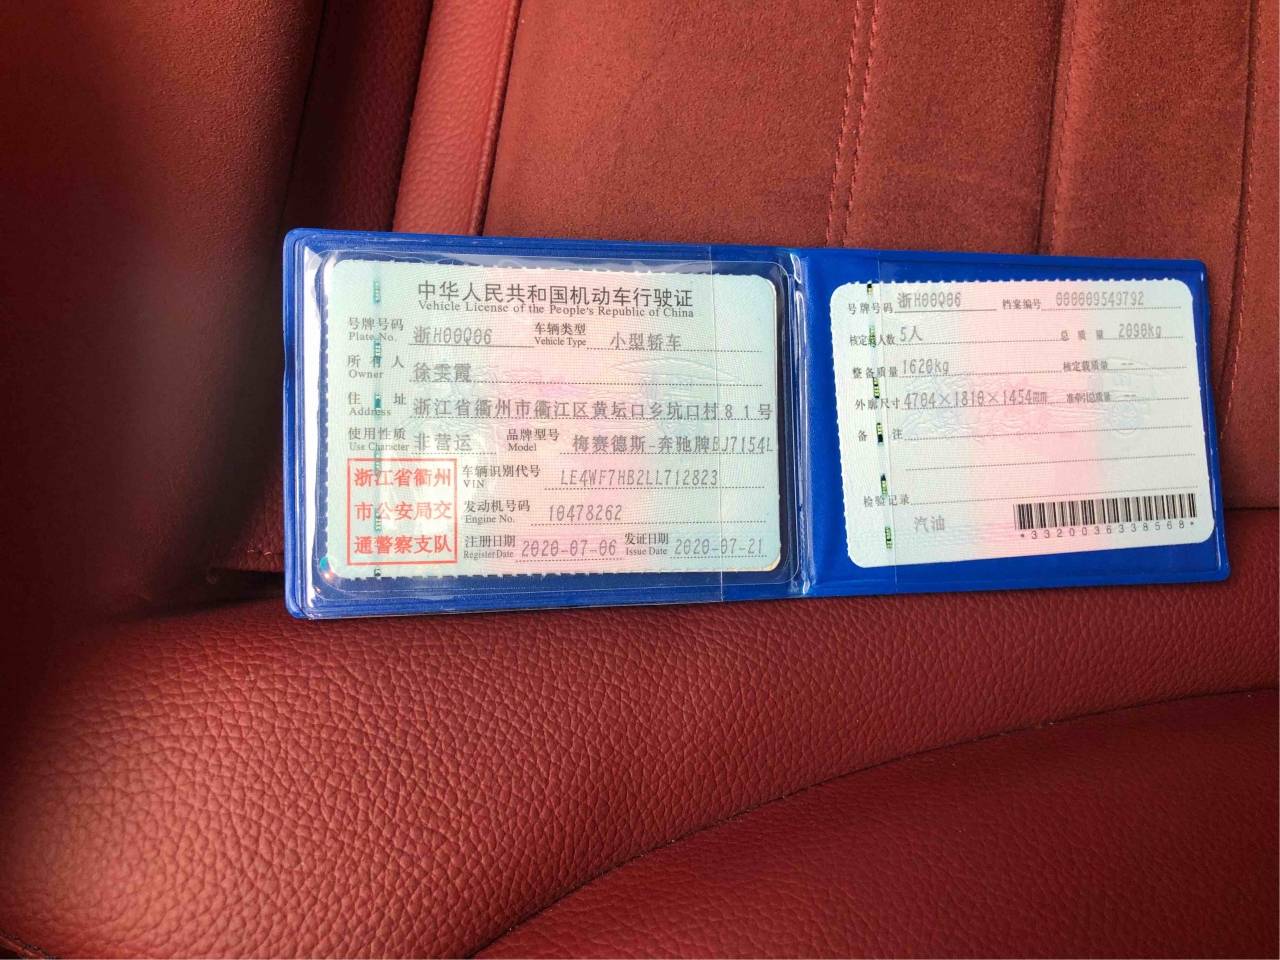 中华人民共和国机动车行驶证
Vehicle License of the People's Republic of China
号牌号码 浙H00Q06 车辆类型 小型轿车
Plate No. Vehicle Type
所有人 徐雯霞
Owner
住址 浙江省衢州市衢江区黄坛口乡坑口村81号
Address
使用性质 非营运 品牌型号 梅赛德斯-奔驰牌BJ7154L
Use Character Model
浙江省衢州
市公安局交
通警察支队
车辆识别代号 LE4WF7HB2LL712823
VIN
发动机号码 10478262
Engine No.
注册日期 2020-07-06 发证日期 2020-07-21
Register Date Issue Date
号牌号码 浙H00Q06 档案编号 000009549792
核定载人数 5人 总质量 2090kg
整备质量 1620kg 核定载质量 --
外廓尺寸 4704×1810×1454mm 准牵引总质量 --
备注
检验记录
汽油
*3320036338568*